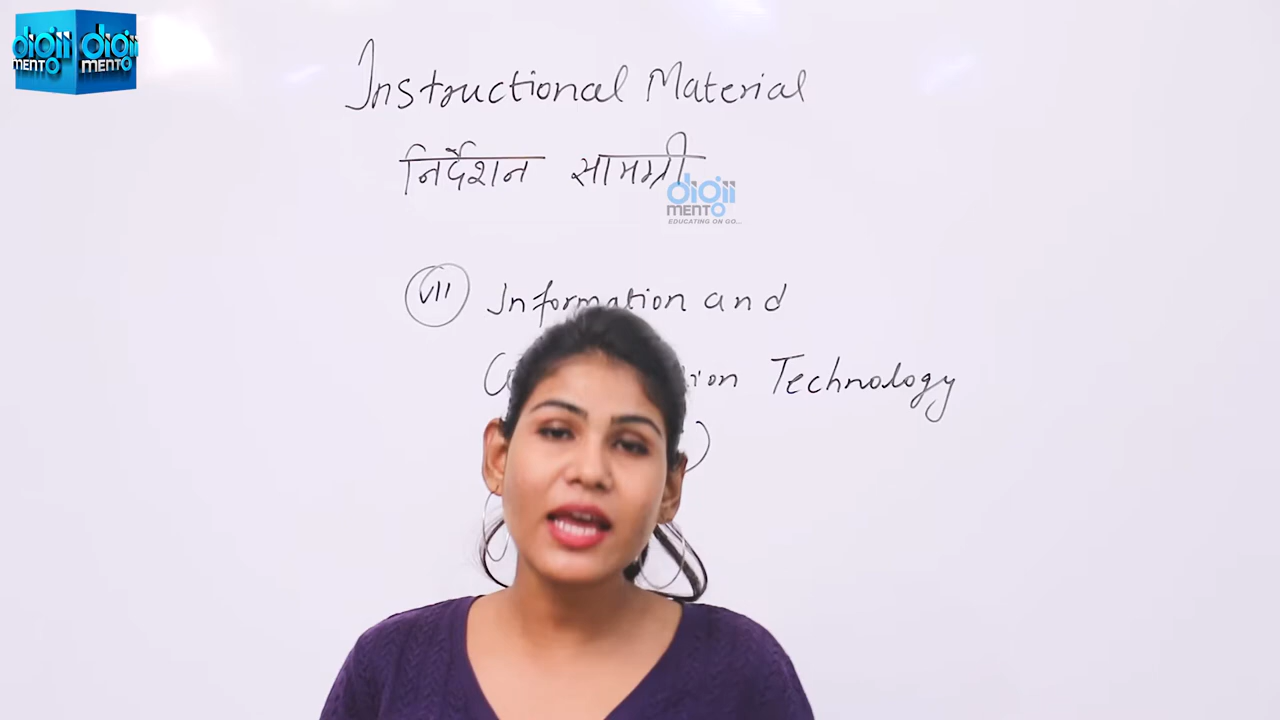 digii
MENTO
digii
MENTO
Instructional Material
निर्देशन सामग्री
digii
MENTO
EDUCATING ON GO...
VII Information and
Technology